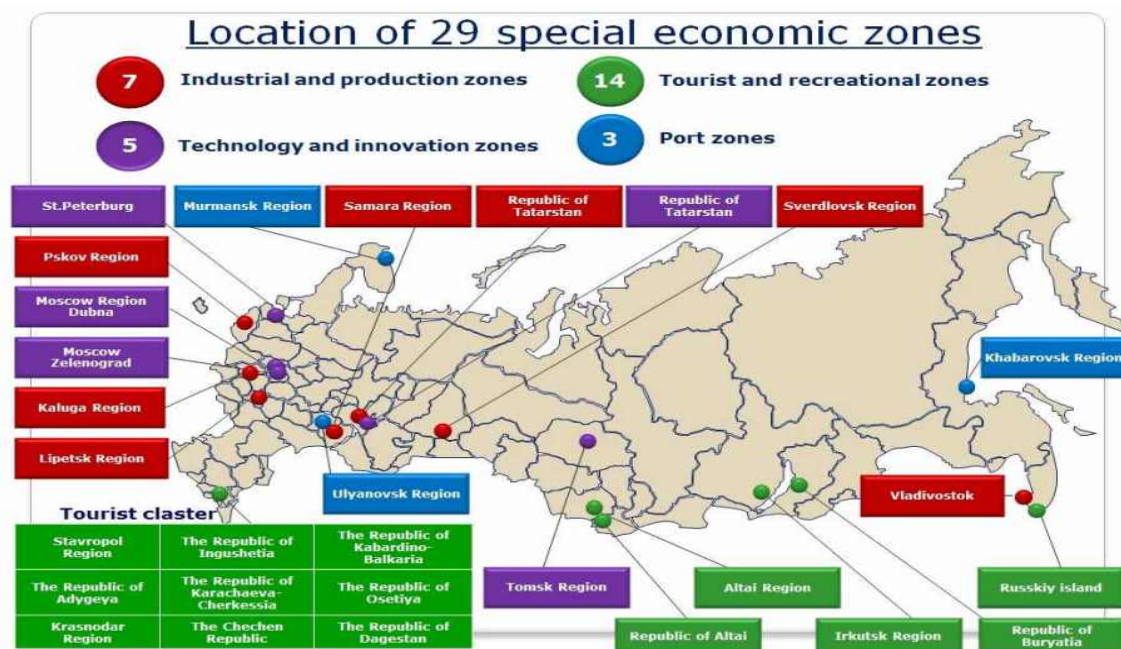 Location of 29 special economic zones
7 Industrial and production zones
14 Tourist and recreational zones
5 Technology and innovation zones
3 Port zones
St.Peterburg
Murmansk Region
Samara Region
Republic of
Tatarstan
Republic of
Tatarstan
Sverdlovsk Region
Pskov Region
Moscow Region
Dubna
Moscow
Zelenograd
Kaluga Region
Lipetsk Region
Khabarovsk Region
Ulyanovsk Region
Vladivostok
Tourist claster
Stavropol
Region
The Republic of
Ingushetia
The Republic of
Kabardino-
Balkaria
The Republic of
Adygeya
The Republic of
Karachaeva-
Cherkessia
The Republic of
Osetiya
Krasnodar
Region
The Chechen
Republic
The Republic of
Dagestan
Tomsk Region
Altai Region
Russkiy island
Republic of Altai
Irkutsk Region
Republic of
Buryatia